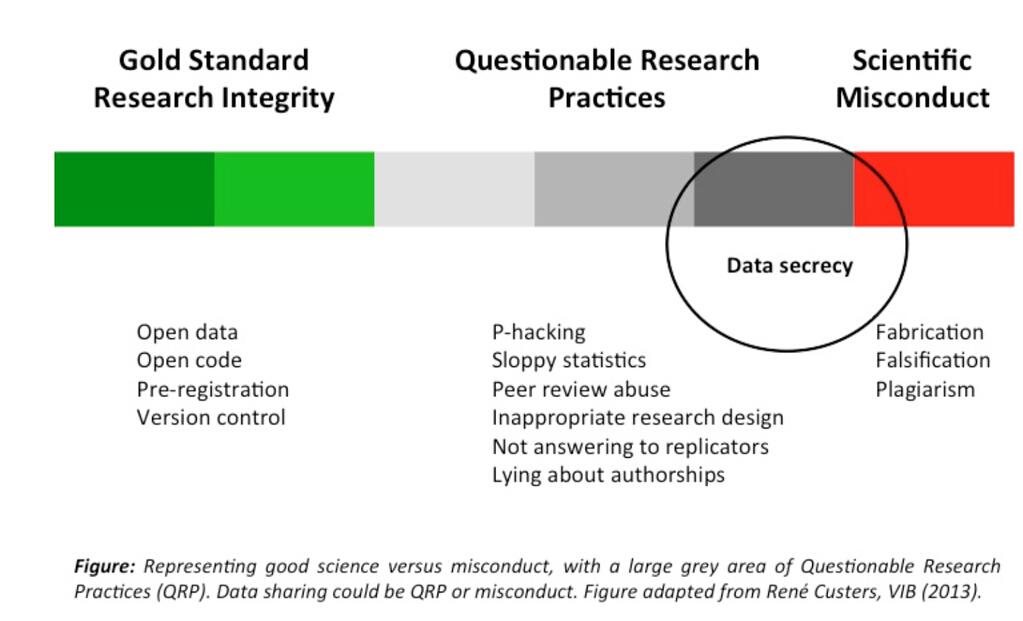 Gold Standard
Research Integrity
Questionable Research
Practices
Scientific
Misconduct
Data secrecy
Open data
Open code
Pre-registration
Version control
P-hacking
Sloppy statistics
Peer review abuse
Inappropriate research design
Not answering to replicators
Lying about authorships
Fabrication
Falsification
Plagiarism
Figure: Representing good science versus misconduct, with a large grey area of Questionable Research
Practices (QRP). Data sharing could be QRP or misconduct. Figure adapted from René Custers, VIB (2013).